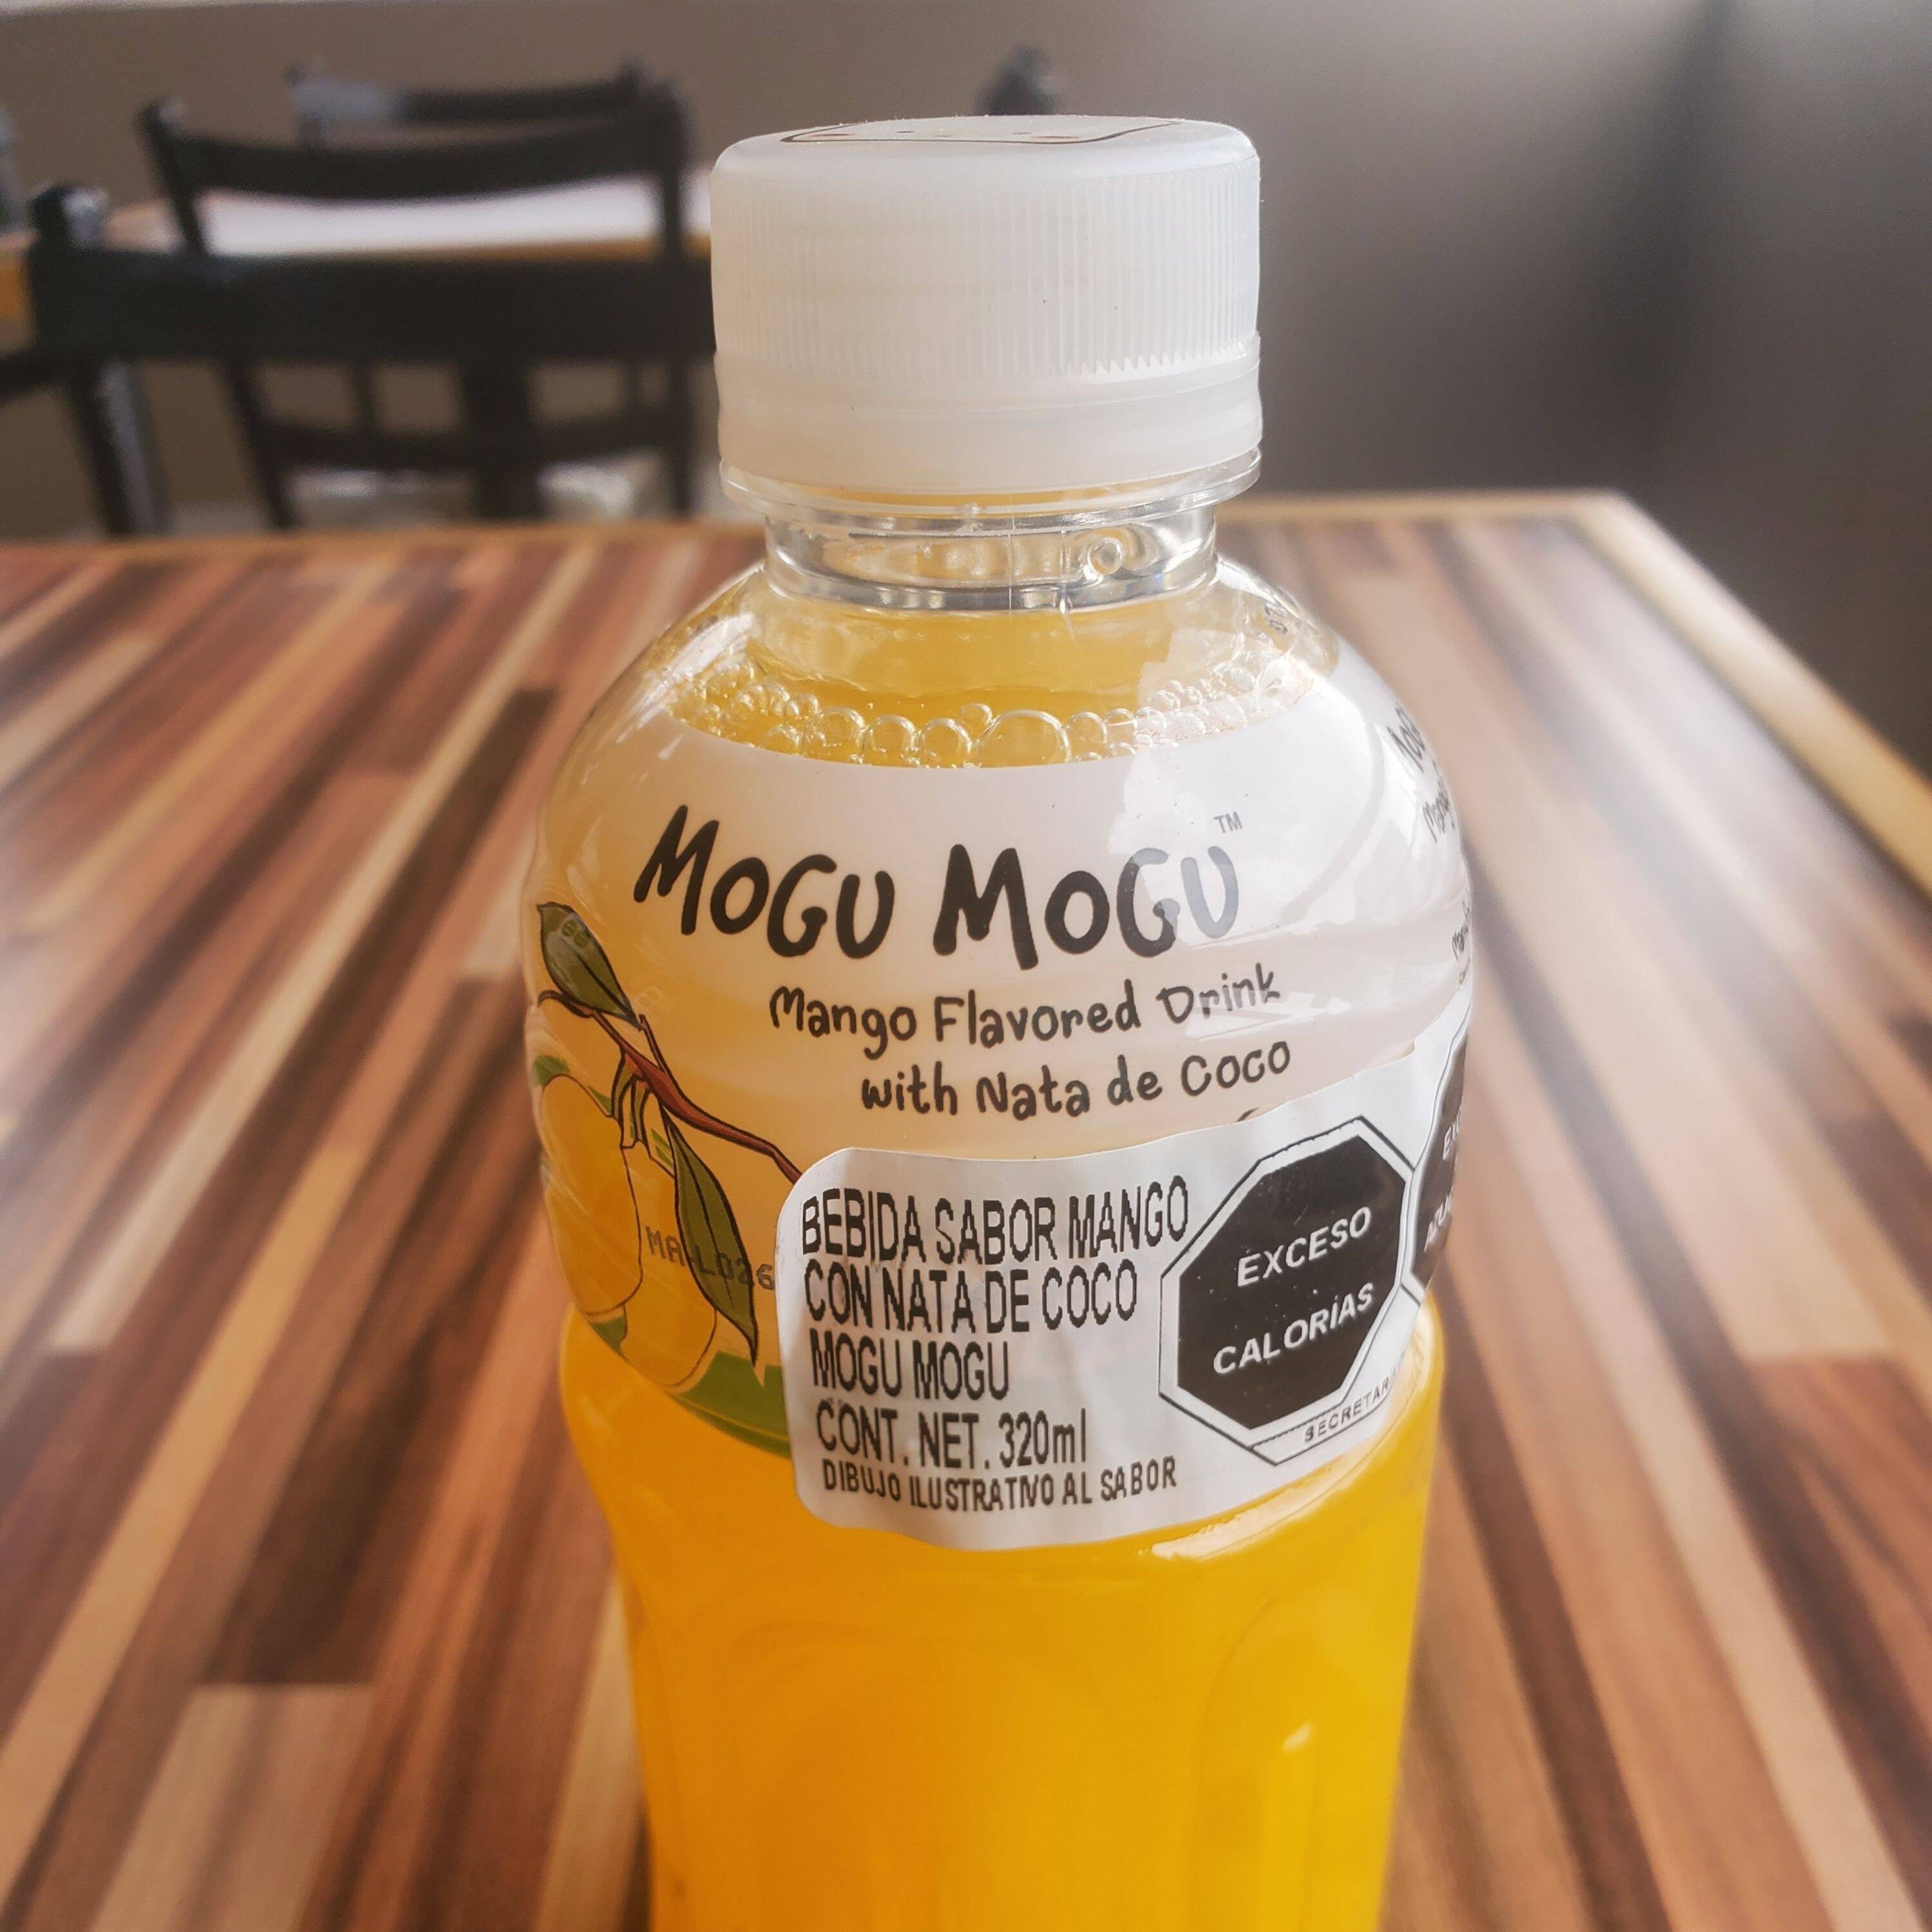 MOGU MOGU™
Mango Flavored Drink
with Nata de Coco
BEBIDA SABOR MANGO
CON NATA DE COCO
MOGU MOGU
CONT. NET. 320ml
DIBUJO ILUSTRATIVO AL SABOR
EXCESO
CALORÍAS